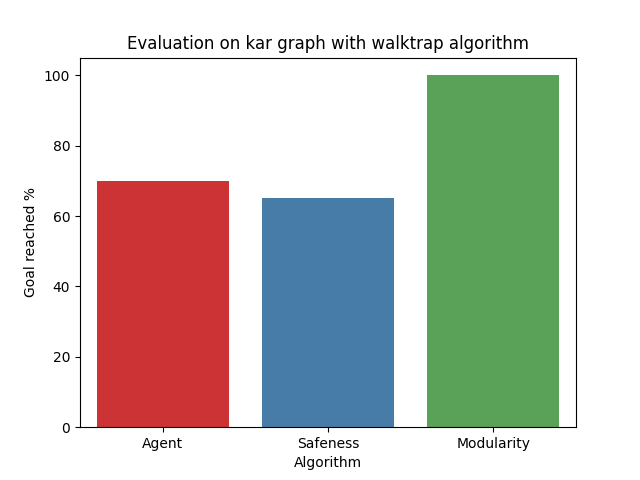 Evaluation on kar graph with walktrap algorithm
Goal reached %
100
80
60
40
20
0
Agent
Safeness
Modularity
Algorithm